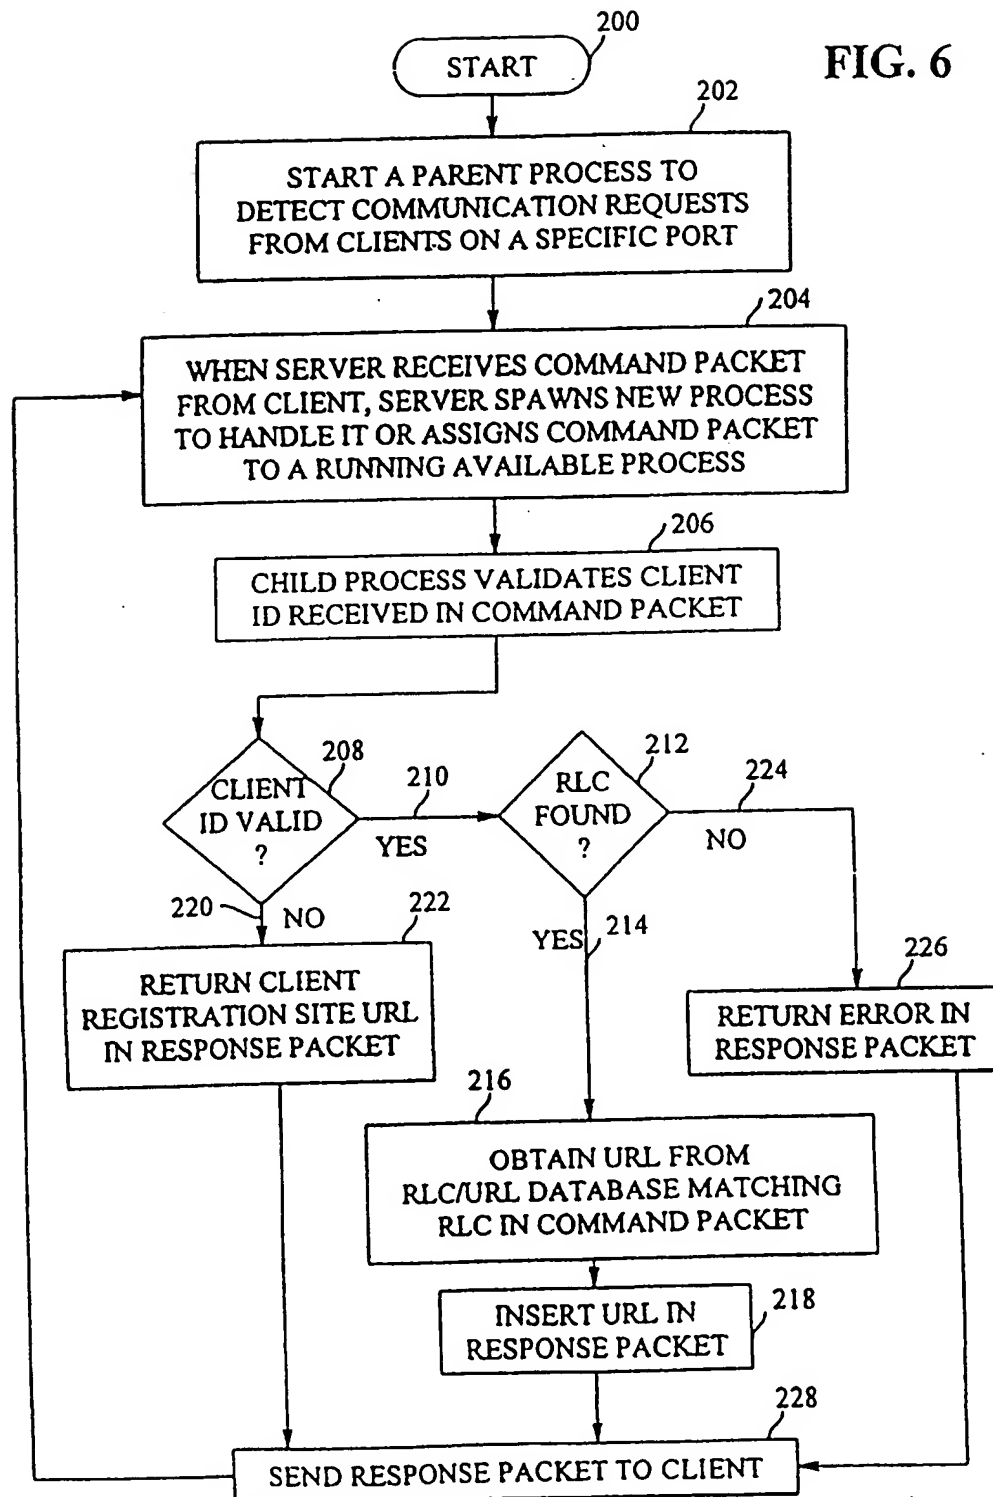 200
START
FIG. 6
202
START A PARENT PROCESS TO
DETECT COMMUNICATION REQUESTS
FROM CLIENTS ON A SPECIFIC PORT
204
WHEN SERVER RECEIVES COMMAND PACKET
FROM CLIENT, SERVER SPAWNS NEW PROCESS
TO HANDLE IT OR ASSIGNS COMMAND PACKET
TO A RUNNING AVAILABLE PROCESS
206
CHILD PROCESS VALIDATES CLIENT
ID RECEIVED IN COMMAND PACKET
208
CLIENT
ID VALID
?
210
YES
212
RLC
FOUND
?
224
NO
220
NO
222
RETURN CLIENT
REGISTRATION SITE URL
IN RESPONSE PACKET
YES
214
226
RETURN ERROR IN
RESPONSE PACKET
216
OBTAIN URL FROM
RLC/URL DATABASE MATCHING
RLC IN COMMAND PACKET
218
INSERT URL IN
RESPONSE PACKET
228
SEND RESPONSE PACKET TO CLIENT